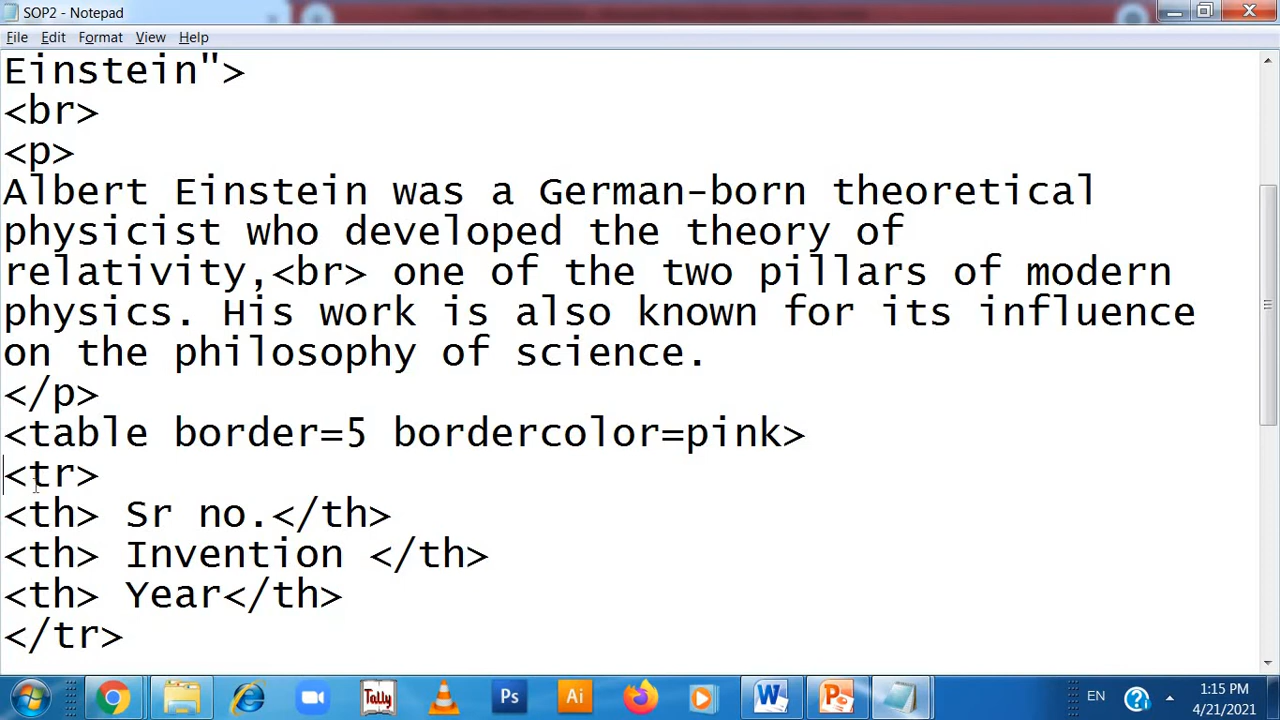 SOP2 - Notepad
File Edit Format View Help
Einstein">
<br>
<p>
Albert Einstein was a German-born theoretical
physicist who developed the theory of
relativity,<br> one of the two pillars of modern
physics. His work is also known for its influence
on the philosophy of science.
</p>
<table border=5 bordercolor=pink>
<tr>
<th> Sr no.</th>
<th> Invention </th>
<th> Year</th>
</tr>
Tally Ps Ai W P EN 1:15 PM
4/21/2021